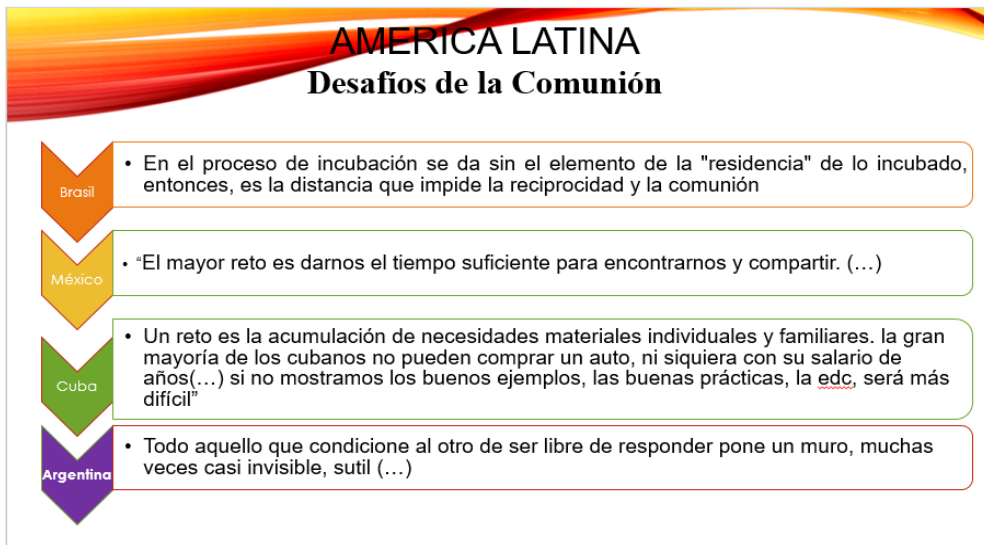 AMERICA LATINA
Desafíos de la Comunión
Brasil
• En el proceso de incubación se da sin el elemento de la "residencia" de lo incubado,
entonces, es la distancia que impide la reciprocidad y la comunión
México
• “El mayor reto es darnos el tiempo suficiente para encontrarnos y compartir. (…)
Cuba
• Un reto es la acumulación de necesidades materiales individuales y familiares. la gran
mayoría de los cubanos no pueden comprar un auto, ni siquiera con su salario de
años(…) si no mostramos los buenos ejemplos, las buenas prácticas, la edc, será más
difícil”
Argentina
• Todo aquello que condicione al otro de ser libre de responder pone un muro, muchas
veces casi invisible, sutil (…)